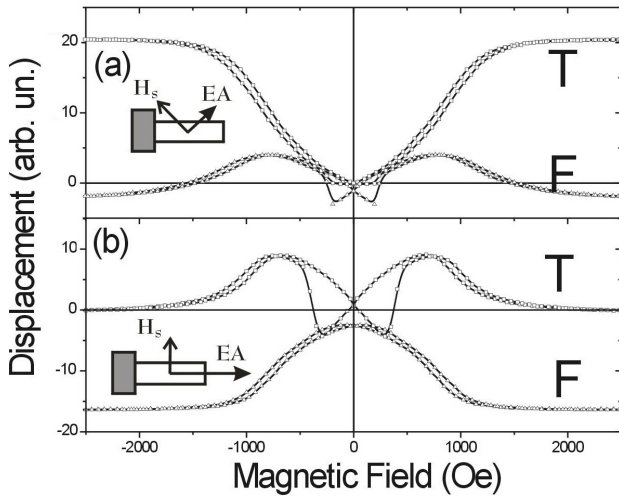 20
10
0
(a)
Hs
EA
T
F
10
0
-10
-20
(b)
Hs
EA
T
F
-2000
-1000
0
1000
2000
Displacement (arb. un.)
Magnetic Field (Oe)